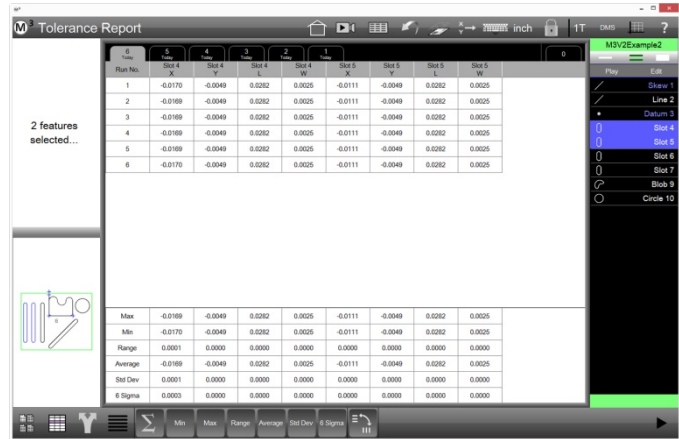 M³
M³ Tolerance Report
inch
1T
DMS
?
2 features
selected...
6 Today
5 Today
4 Today
3 Today
2 Today
1 Today
0
Run No. Slot 4 X Slot 4 Y Slot 4 L Slot 4 W Slot 5 X Slot 5 Y Slot 5 L Slot 5 W
1 -0.0170 -0.0049 0.0282 0.0025 -0.0111 -0.0049 0.0282 0.0025
2 -0.0169 -0.0049 0.0282 0.0025 -0.0111 -0.0049 0.0282 0.0025
3 -0.0169 -0.0049 0.0282 0.0025 -0.0111 -0.0049 0.0282 0.0025
4 -0.0169 -0.0049 0.0282 0.0025 -0.0111 -0.0049 0.0282 0.0025
5 -0.0169 -0.0049 0.0282 0.0025 -0.0111 -0.0049 0.0282 0.0025
6 -0.0170 -0.0049 0.0282 0.0025 -0.0111 -0.0049 0.0282 0.0025
Max -0.0169 -0.0049 0.0282 0.0025 -0.0111 -0.0049 0.0282 0.0025
Min -0.0170 -0.0049 0.0282 0.0025 -0.0111 -0.0049 0.0282 0.0025
Range 0.0001 0.0000 0.0000 0.0000 0.0000 0.0000 0.0000 0.0000
Average -0.0169 -0.0049 0.0282 0.0025 -0.0111 -0.0049 0.0282 0.0025
Std Dev 0.0001 0.0000 0.0000 0.0000 0.0000 0.0000 0.0000 0.0000
6 Sigma 0.0003 0.0000 0.0000 0.0000 0.0000 0.0000 0.0000 0.0000
M3V2Example2
Play Edit
Skew 1
Line 2
Datum 3
Slot 4
Slot 5
Slot 6
Slot 7
Blob 9
Circle 10
6
Σ Min Max Range Average Std Dev 6 Sigma